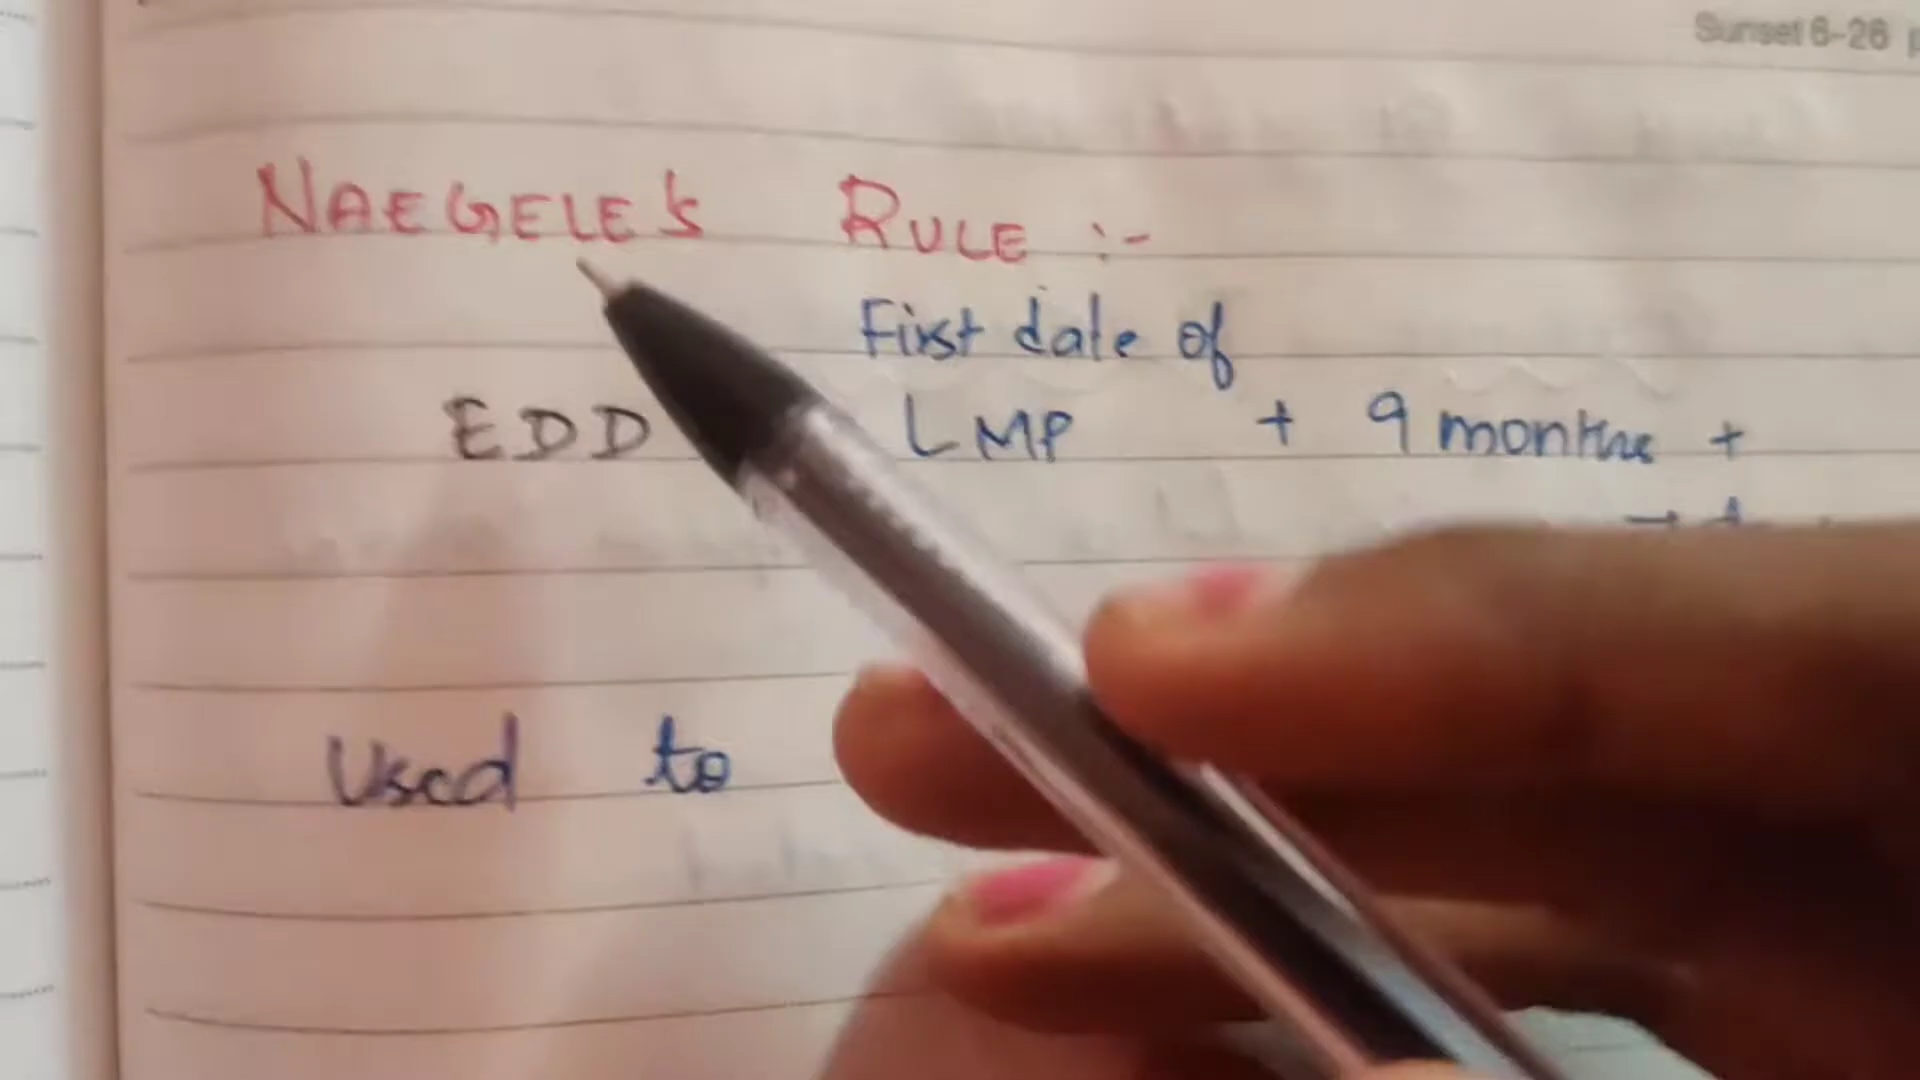 Sunset 6-26
NAEGELE's RULE :-
First date of
EDD LMP + 9 months +
Used to